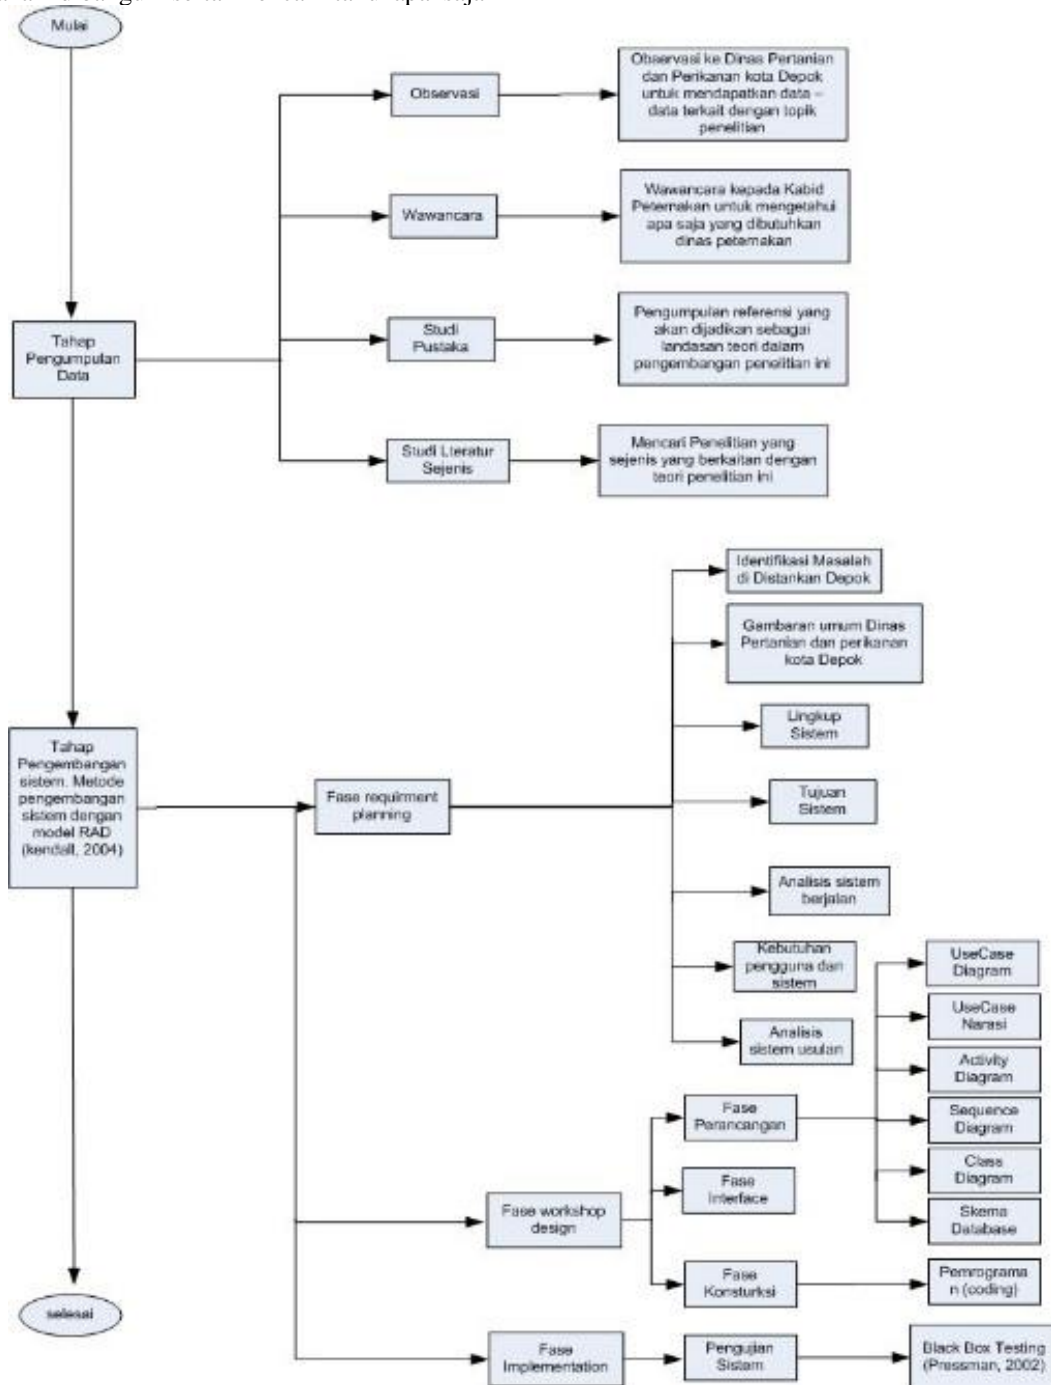 Mulai
Observasi
Observasi ke Dinas Pertanian
dan Perikanan kota Depok
untuk mendapatkan data –
data terkait dengan topik
penelitian
Wawancara
Wawancara kepada Kabid
Peternakan untuk mengetahui
apa saja yang dibutuhkan
dinas peternakan
Tahap
Pengumpulan
Data
Studi
Pustaka
Pengumpulan referensi yang
akan dijadikan sebagai
landasan teori dalam
pengembangan penelitian ini
Studi Lteratur
Sejenis
Mencari Penelitian yang
sejenis yang berkaitan dengan
teori penelitian ini
Tahap
Pengembangan
sistem. Metode
pengembangan
sistem dengan
model RAD
(kendall, 2004)
Fase requirment
planning
Identifikasi Masalah
di Distankan Depok
Gambaran umum Dinas
Pertanian dan perikanan
kota Depok
Lingkup
Sistem
Tujuan
Sistem
Analisis sistem
berjalan
Kebutuhan
pengguna dan
sistem
Analisis
sistem usulan
Fase workshop
design
Fase
Perancangan
UseCase
Diagram
UseCase
Narasi
Activity
Diagram
Sequence
Diagram
Class
Diagram
Skema
Database
Fase
Interface
Fase
Konsturksi
Pemrograma
n (coding)
Fase
Implementation
Pengujian
Sistem
Black Box Testing
(Pressman, 2002)
selesai